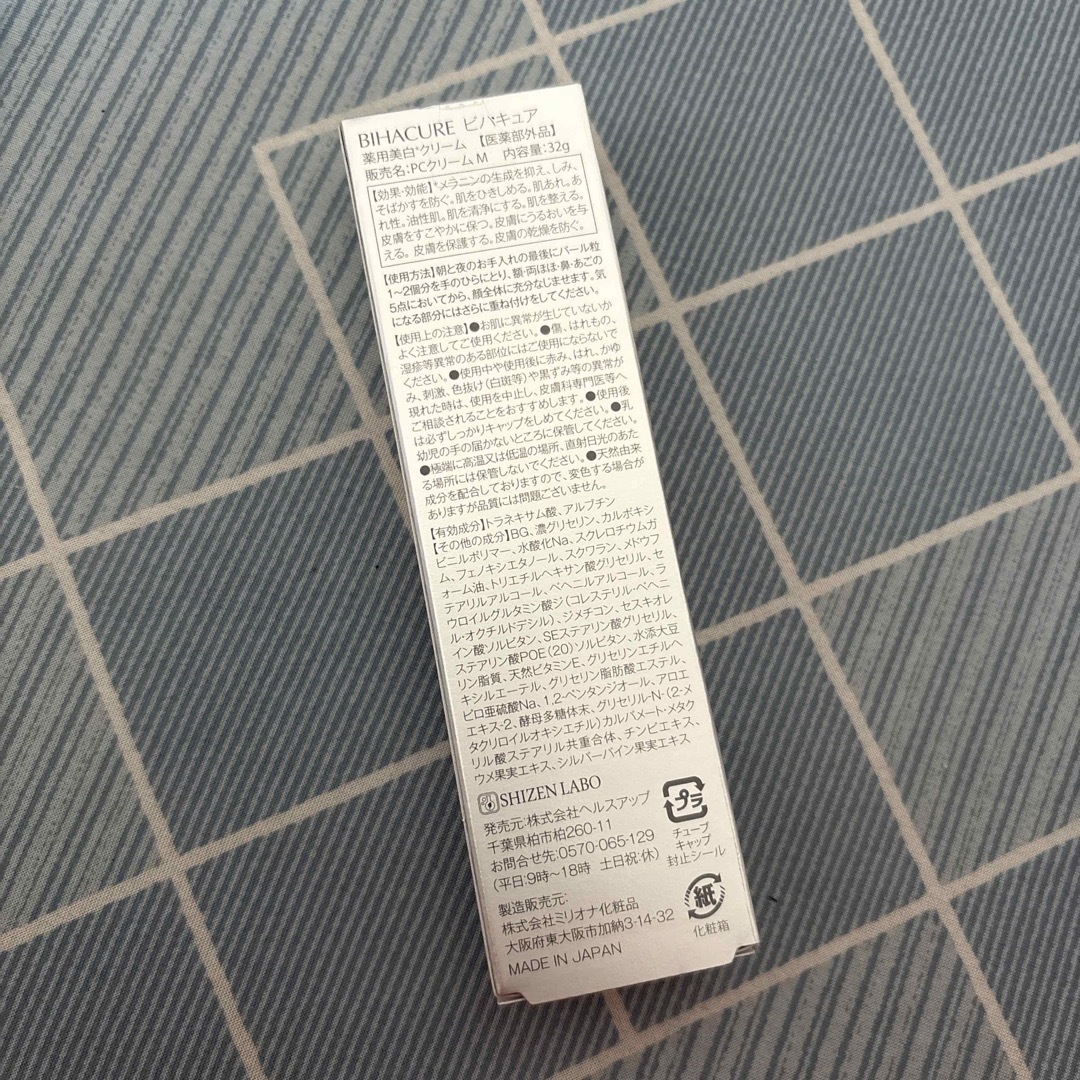 BIHACURE ビハキュア
薬用美白*クリーム 【医薬部外品】
販売名:PCクリームM 内容量:32g
【効果・効能】*メラニンの生成を抑え、しみ、
そばかすを防ぐ。肌をひきしめる。肌あれ。あ
れ性。油性肌。肌を清浄にする。肌を整える。
皮膚をすこやかに保つ。皮膚にうるおいを与
える。皮膚を保護する。皮膚の乾燥を防ぐ。
【使用方法】朝と夜のお手入れの最後にパール粒
1〜2個分を手のひらにとり、額・両ほほ・鼻・あごの
5点においてから、顔全体に充分なじませます。気
になる部分にはさらに重ね付けをしてください。
【使用上の注意】●お肌に異常が生じていないか
よく注意してご使用ください。●傷、はれもの、
湿疹等異常のある部位にはご使用にならないで
ください。●使用中や使用後に赤み、はれ、かゆ
み、刺激、色抜け(白斑等)や黒ずみ等の異常が
現れた時は、使用を中止し、皮膚科専門医等へ
ご相談されることをおすすめします。●使用後
は必ずしっかりキャップをしめてください。●乳
幼児の手の届かないところに保管してください。
●極端に高温又は低温の場所、直射日光のあた
る場所には保管しないでください。●天然由来
成分を配合しておりますので、変色する場合が
ありますが品質には問題ございません。
【有効成分】トラネキサム酸、アルブチン
【その他の成分】BG、濃グリセリン、カルボキシ
ビニルポリマー、水酸化Na、スクレロチウムガ
ム、フェノキシエタノール、スクワラン、メドウフ
ォーム油、トリエチルヘキサン酸グリセリル、セ
テアリルアルコール、ベヘニルアルコール、ラ
ウロイルグルタミン酸ジ(コレステリル・ベヘニ
ル・オクチルドデシル)、ジメチコン、セスキオレ
イン酸ソルビタン、SEステアリン酸グリセリル、
ステアリン酸POE(20)ソルビタン、水添大豆
リン脂質、天然ビタミンE、グリセリンエチルヘ
キシルエーテル、グリセリン脂肪酸エステル、
ピロ亜硫酸Na、1,2-ペンタンジオール、アロエ
エキス-2、酵母多糖体末、グリセリル-N-(2-メ
タクリロイルオキシエチル)カルバメート・メタク
リル酸ステアリル共重合体、チンピエキス、
ウメ果実エキス、シルバーバイン果実エキス
SHIZEN LABO
発売元:株式会社ヘルスアップ
千葉県柏市柏260-11
お問合せ先:0570-065-129
(平日:9時〜18時 土日祝:休)
製造販売元:
株式会社ミリオナ化粧品
大阪府東大阪市加納3-14-32
MADE IN JAPAN
プラ
チューブ
キャップ
封止シール
紙
化粧箱